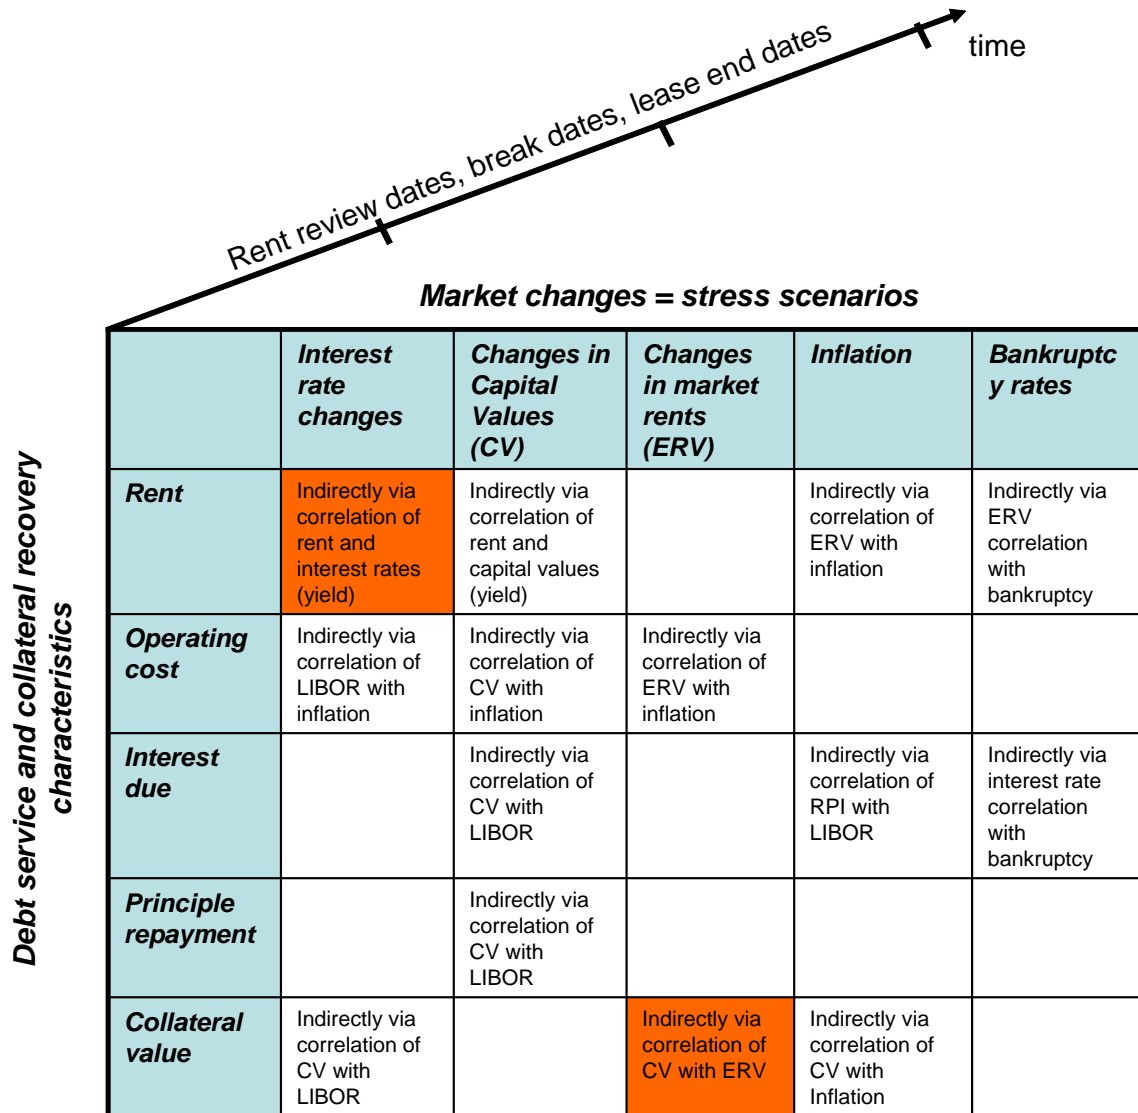 time
Rent review dates, break dates, lease end dates
Market changes = stress scenarios
Debt service and collateral recovery
characteristics
Interest
rate
changes
Changes in
Capital
Values
(CV)
Changes
in market
rents
(ERV)
Inflation
Bankruptc
y rates
Rent
Indirectly via
correlation of
rent and
interest rates
(yield)
Indirectly via
correlation of
rent and
capital values
(yield)
Indirectly via
correlation of
ERV with
inflation
Indirectly via
ERV
correlation
with
bankruptcy
Operating
cost
Indirectly via
correlation of
LIBOR with
inflation
Indirectly via
correlation of
CV with
inflation
Indirectly via
correlation of
ERV with
inflation
Interest
due
Indirectly via
correlation of
CV with
LIBOR
Indirectly via
correlation of
RPI with
LIBOR
Indirectly via
interest rate
correlation
with
bankruptcy
Principle
repayment
Indirectly via
correlation of
CV with
LIBOR
Collateral
value
Indirectly via
correlation of
CV with
LIBOR
Indirectly via
correlation of
CV with ERV
Indirectly via
correlation of
CV with
Inflation